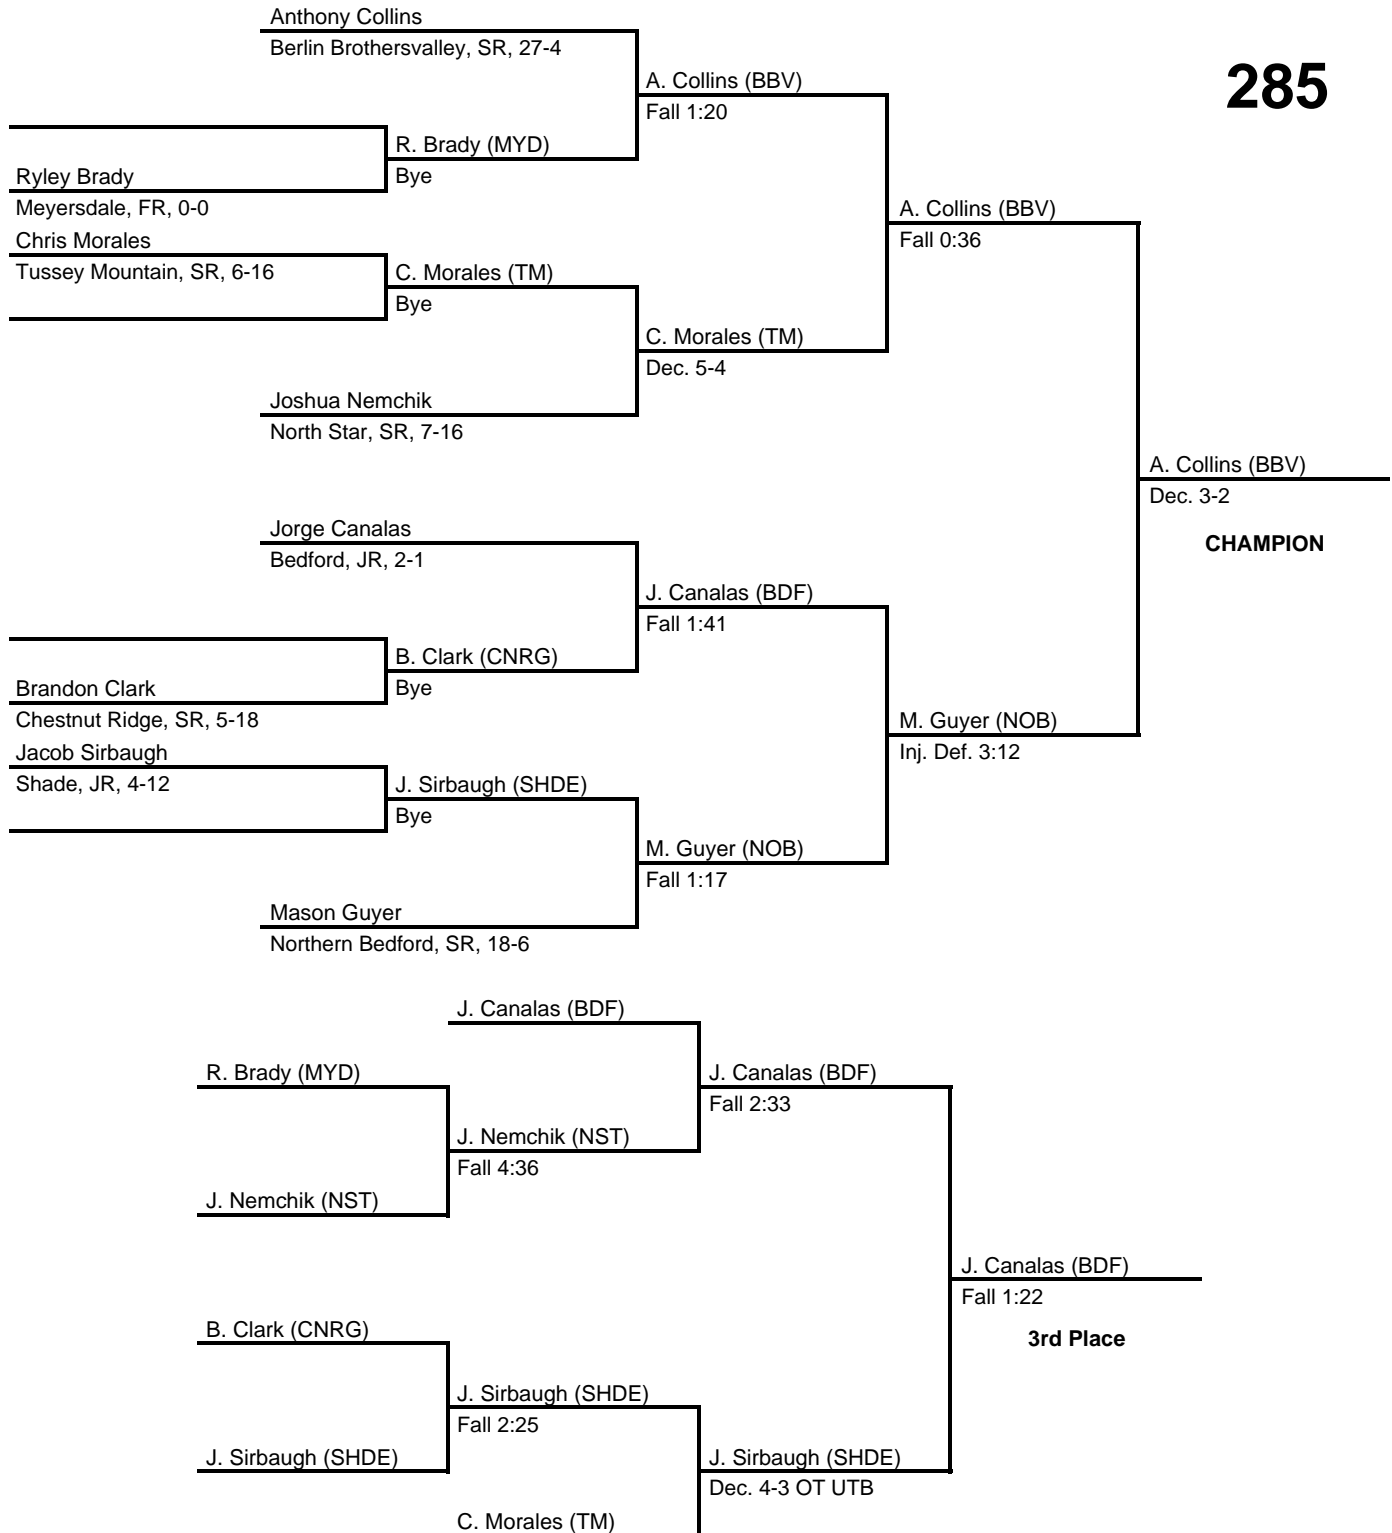 Anthony Collins
Berlin Brothersvalley, SR, 27-4
285
A. Collins (BBV)
Fall 1:20
R. Brady (MYD)
Bye
Ryley Brady
Meyersdale, FR, 0-0
A. Collins (BBV)
Fall 0:36
Chris Morales
Tussey Mountain, SR, 6-16
C. Morales (TM)
Bye
C. Morales (TM)
Dec. 5-4
Joshua Nemchik
North Star, SR, 7-16
A. Collins (BBV)
Dec. 3-2
CHAMPION
Jorge Canalas
Bedford, JR, 2-1
J. Canalas (BDF)
Fall 1:41
B. Clark (CNRG)
Bye
Brandon Clark
Chestnut Ridge, SR, 5-18
M. Guyer (NOB)
Inj. Def. 3:12
Jacob Sirbaugh
Shade, JR, 4-12
J. Sirbaugh (SHDE)
Bye
M. Guyer (NOB)
Fall 1:17
Mason Guyer
Northern Bedford, SR, 18-6
J. Canalas (BDF)
R. Brady (MYD)
J. Canalas (BDF)
Fall 2:33
J. Nemchik (NST)
Fall 4:36
J. Nemchik (NST)
J. Canalas (BDF)
Fall 1:22
3rd Place
B. Clark (CNRG)
J. Sirbaugh (SHDE)
Fall 2:25
J. Sirbaugh (SHDE)
J. Sirbaugh (SHDE)
Dec. 4-3 OT UTB
C. Morales (TM)